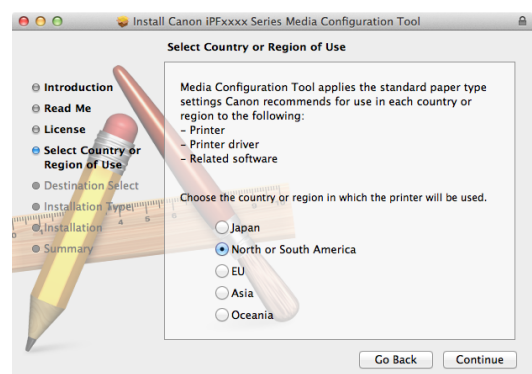 Install Canon iPFxxxx Series Media Configuration Tool
Select Country or Region of Use
Introduction
Read Me
License
Select Country or
Region of Use
Destination Select
Installation Type
Installation
Summary
Media Configuration Tool applies the standard paper type
settings Canon recommends for use in each country or
region to the following:
– Printer
– Printer driver
– Related software
Choose the country or region in which the printer will be used.
Japan
North or South America
EU
Asia
Oceania
Go Back
Continue